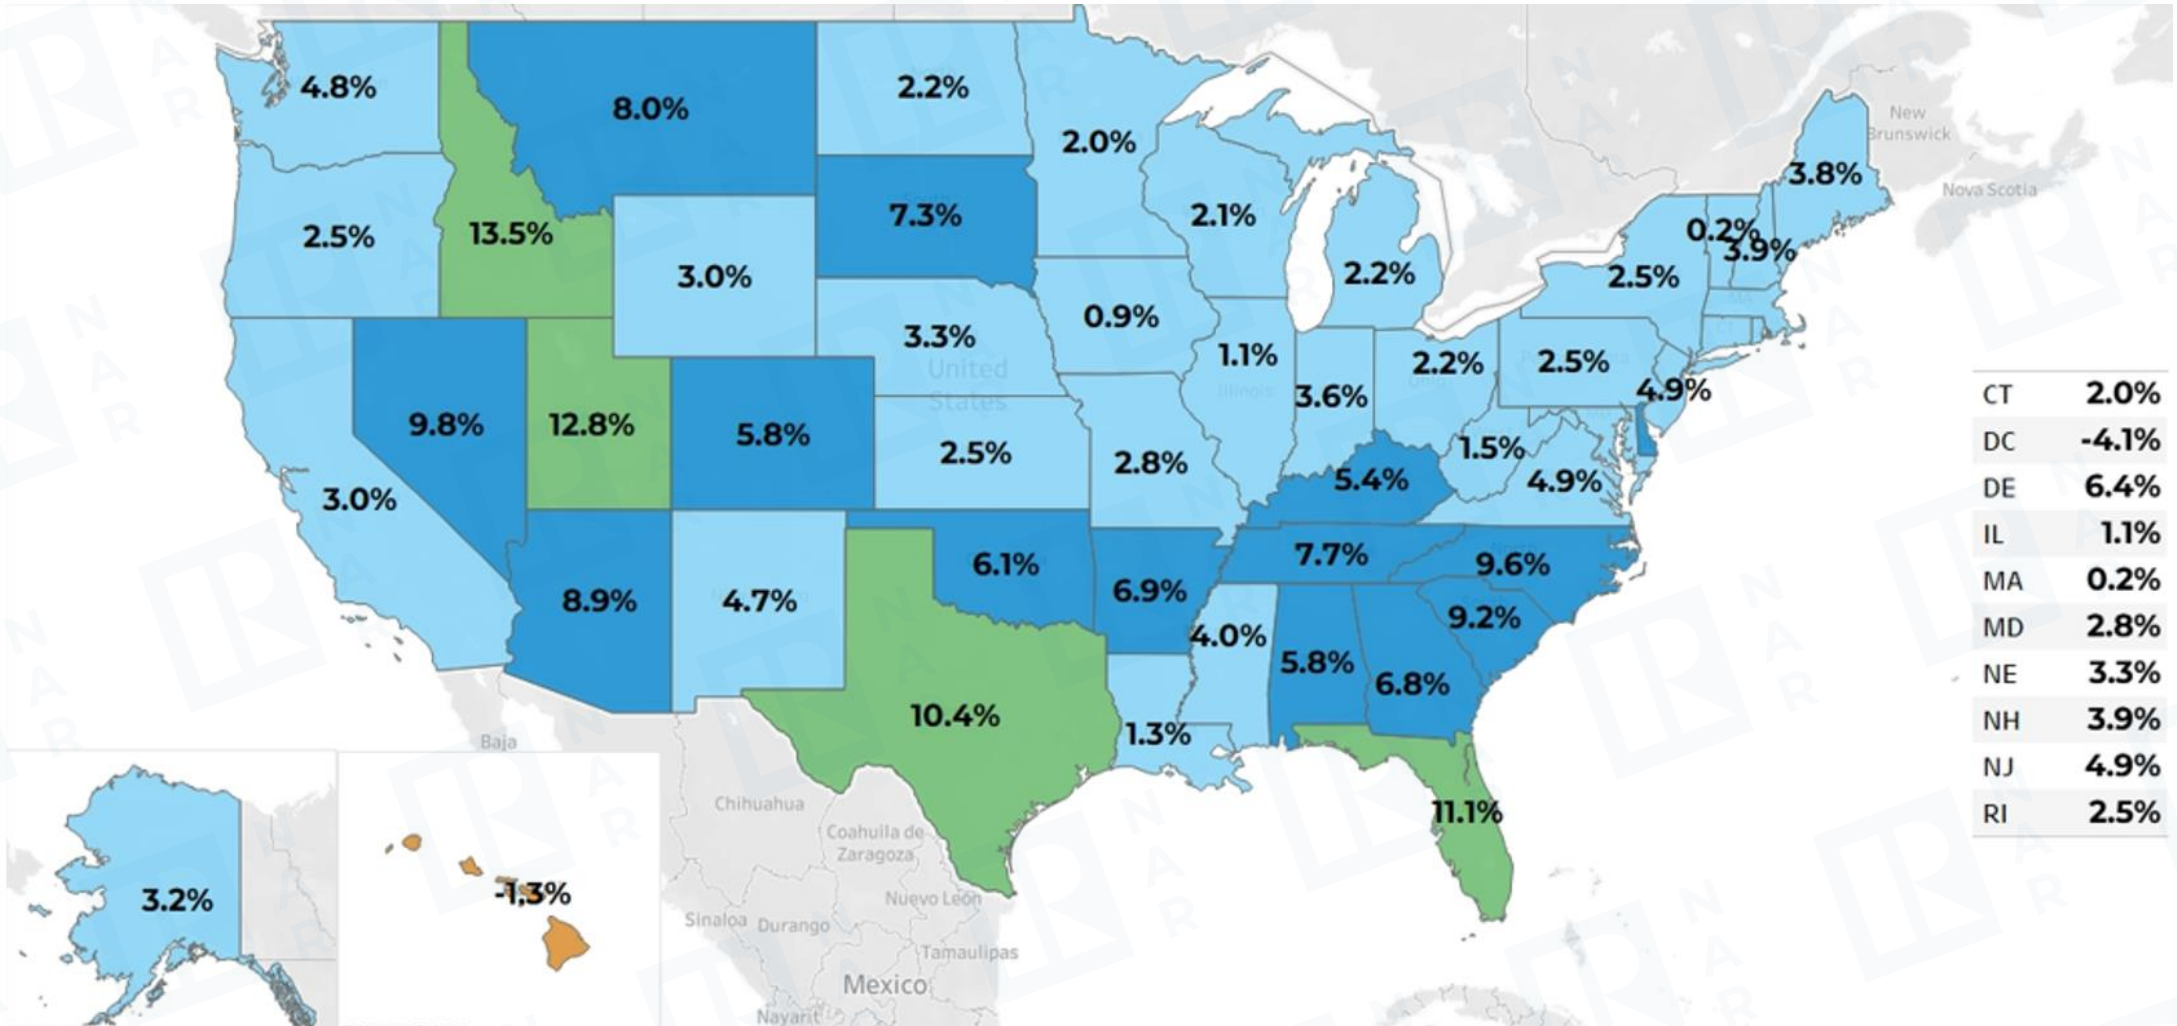 4.8%
8.0%
2.2%
2.0%
New
Brunswick
3.8%
Nova Scotia
2.5%
13.5%
7.3%
2.1%
0.2%
3.9%
3.0%
2.2%
2.5%
3.3%
0.9%
United
States
1.1%
Illinois
3.6%
2.2%
Ohio
2.5%
4.9%
MA
CT
9.8%
12.8%
5.8%
2.5%
2.8%
5.4%
1.5%
4.9%
3.0%
8.9%
4.7%
6.1%
6.9%
7.7%
9.6%
9.2%
4.0%
5.8%
6.8%
10.4%
1.3%
11.1%
Baja
Chihuahua
Coahuila de
Zaragoza
Nuevo León
Sinaloa
Durango
Tamaulipas
Mexico
Nayarit
3.2%
-1.3%
CT 2.0%
DC -4.1%
DE 6.4%
IL 1.1%
MA 0.2%
MD 2.8%
NE 3.3%
NH 3.9%
NJ 4.9%
RI 2.5%